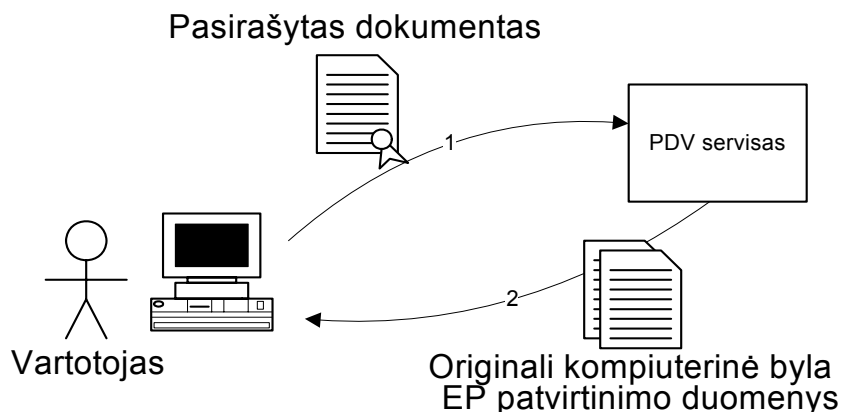 Pasirašytas dokumentas
1
PDV servisas
2
Vartotojas
Originali kompiuterinė byla
EP patvirtinimo duomenys